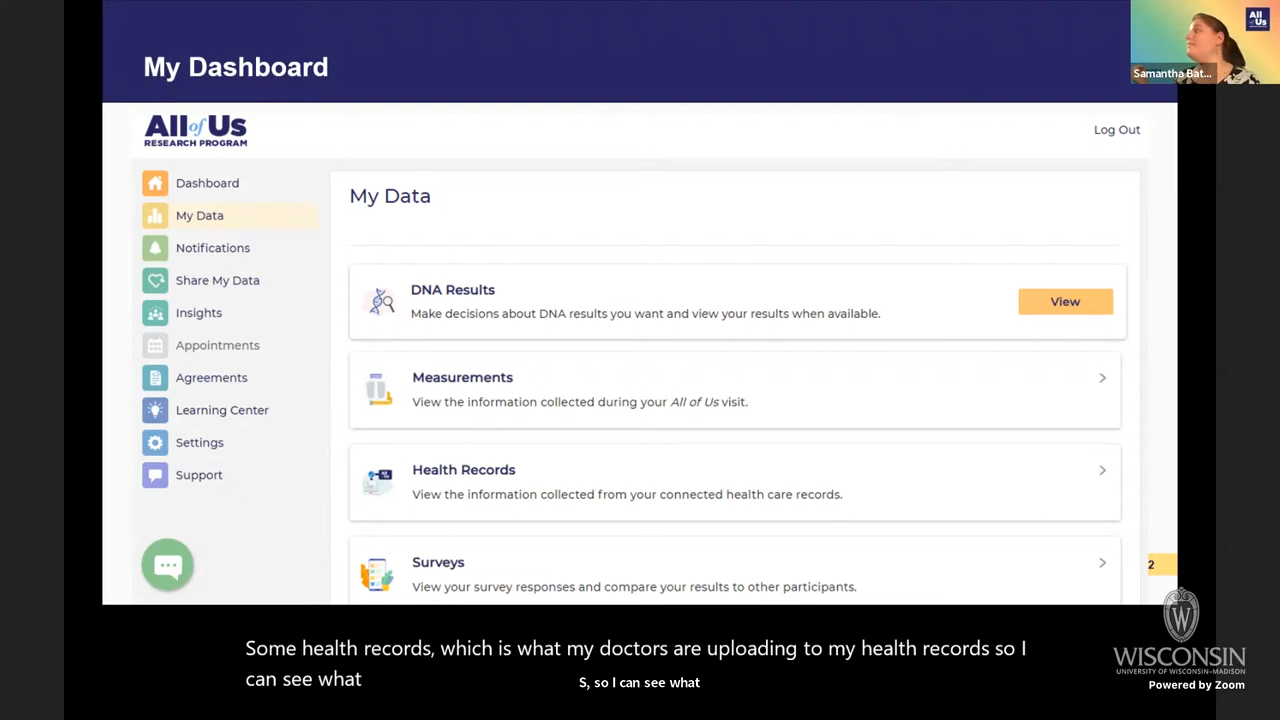 My Dashboard
All of Us
Samantha Bat...
All of Us
RESEARCH PROGRAM
Log Out
Dashboard
My Data
Notifications
Share My Data
Insights
Appointments
Agreements
Learning Center
Settings
Support
My Data
DNA Results
Make decisions about DNA results you want and view your results when available.
View
Measurements
View the information collected during your All of Us visit.
Health Records
View the information collected from your connected health care records.
Surveys
View your survey responses and compare your results to other participants.
2
Some health records, which is what my doctors are uploading to my health records so I
can see what
S, so I can see what
W
WISCONSIN
UNIVERSITY OF WISCONSIN–MADISON
Powered by Zoom